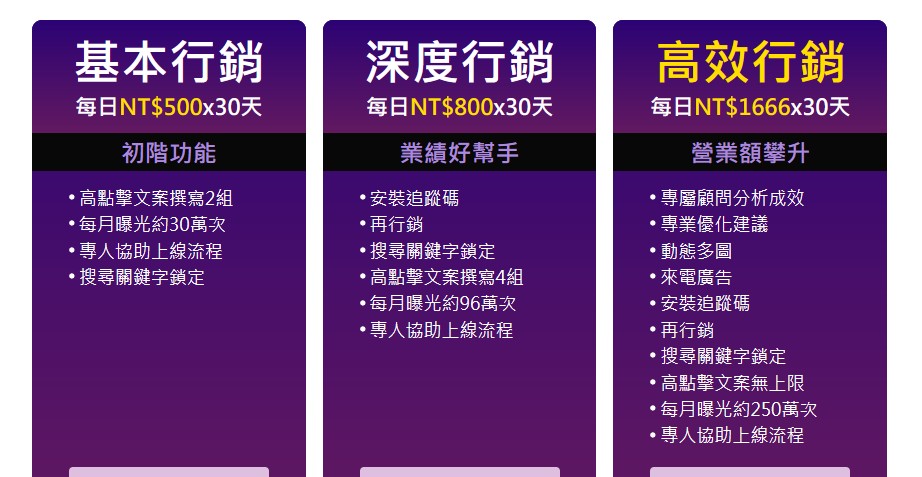 基本行銷
每日NT$500x30天
初階功能
• 高點擊文案撰寫2組
• 每月曝光約30萬次
• 專人協助上線流程
• 搜尋關鍵字鎖定
深度行銷
每日NT$800x30天
業績好幫手
• 安裝追蹤碼
• 再行銷
• 搜尋關鍵字鎖定
• 高點擊文案撰寫4組
• 每月曝光約96萬次
• 專人協助上線流程
高效行銷
每日NT$1666x30天
營業額攀升
• 專屬顧問分析成效
• 專業優化建議
• 動態多圖
• 來電廣告
• 安裝追蹤碼
• 再行銷
• 搜尋關鍵字鎖定
• 高點擊文案無上限
• 每月曝光約250萬次
• 專人協助上線流程